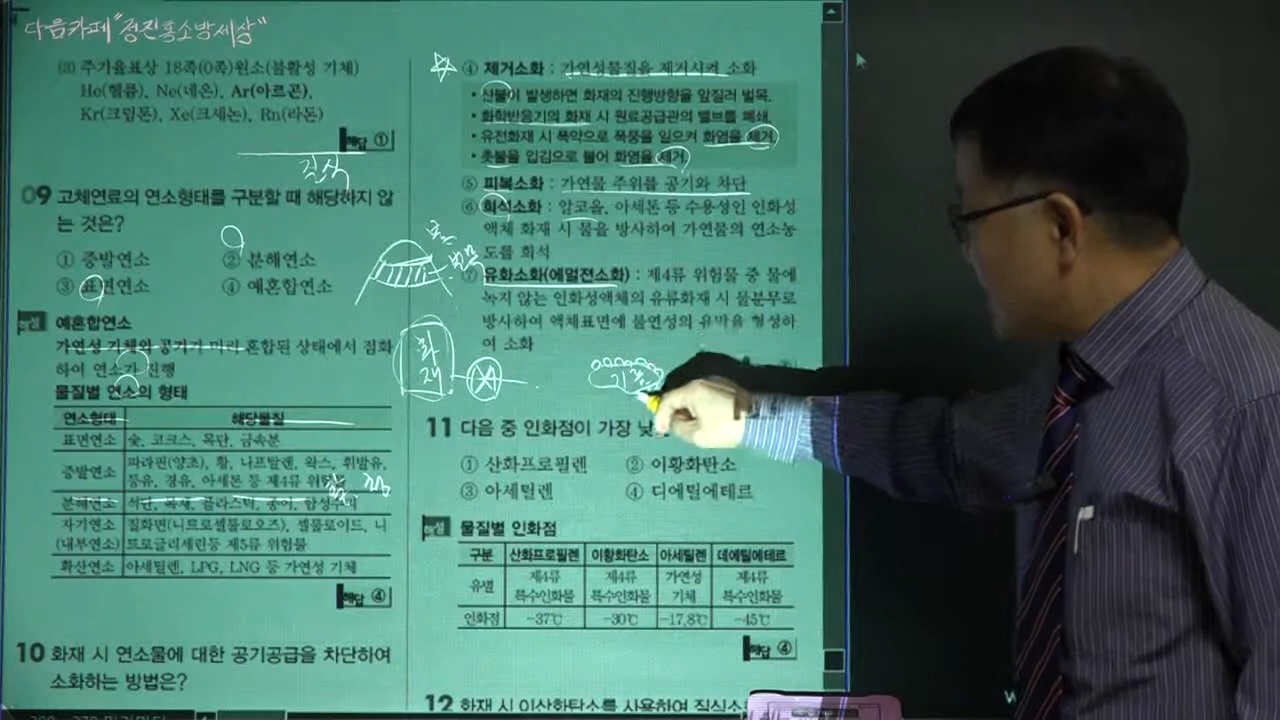 다음카페"정진홍소방세상"
(3) 주기율표상 18족(0족)원소(불활성 기체)
He(헬륨), Ne(네온), Ar(아르곤),
Kr(크립톤), Xe(크세논), Rn(라돈)
해답 ①
질식
09 고체연료의 연소형태를 구분할 때 해당하지 않
는 것은?
① 증발연소 ② 분해연소
③ 표면연소 ④ 예혼합연소
해설 예혼합연소
가연성 기체와 공기가 미리 혼합된 상태에서 점화
하여 연소가 진행
물질별 연소의 형태
연소형태 해당물질
표면연소 숯, 코크스, 목탄, 금속분
증발연소 파라핀(양초), 황, 나프탈렌, 왁스, 휘발유,
등유, 경유, 아세톤 등 제4류
분해연소 석탄, 목재, 플라스틱, 종이, 합성수지
자기연소 질화면(니트로셀룰로오즈), 셀룰로이드, 니
(내부연소) 트로글리세린등 제5류 위험물
확산연소 아세틸렌, LPG, LNG 등 가연성 기체
해답 ④
10 화재 시 연소물에 대한 공기공급을 차단하여
소화하는 방법은?
④ 제거소화 : 가연성물질을 제거시켜 소화
• 산불이 발생하면 화재의 진행방향을 앞질러 벌목.
• 화학반응기의 화재 시 원료공급관의 밸브를 폐쇄.
• 유전화재 시 폭약으로 폭풍을 일으켜 화염을 제거.
• 촛불을 입김으로 불어 화염을 제거.
⑤ 피복소화 : 가연물 주위를 공기와 차단
⑥ 희석소화 : 알코올, 아세톤 등 수용성인 인화성
액체 화재 시 물을 방사하여 가연물의 연소농
도를 희석
⑦ 유화소화(에멀젼소화) : 제4류 위험물 중 물에
녹지 않는 인화성액체의 유류화재 시 물분무로
방사하여 액체표면에 불연성의 유막을 형성하
여 소화
화재
11 다음 중 인화점이 가장
① 산화프로필렌 ② 이황화탄소
③ 아세틸렌 ④ 디에틸에테르
해설 물질별 인화점
구분 산화프로필렌 이황화탄소 아세틸렌 데에틸에테르
유별 제4류 특수인화물 제4류 특수인화물 가연성 기체 제4류 특수인화물
인화점 -37℃ -30℃ -17.8℃ -45℃
해답 ④
12 화재 시 이산화탄소를 사용하여 질식소